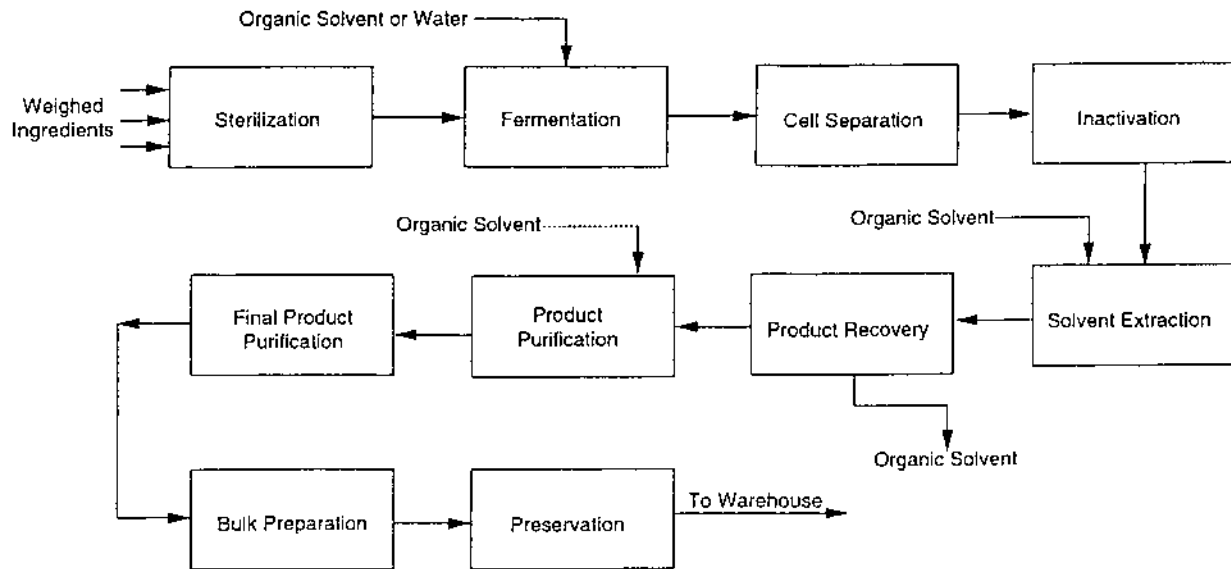 Organic Solvent or Water
Weighed
Ingredients
Sterilization
Fermentation
Cell Separation
Inactivation
Organic Solvent
Organic Solvent
Final Product
Purification
Product
Purification
Product Recovery
Solvent Extraction
Organic Solvent
Bulk Preparation
Preservation
To Warehouse